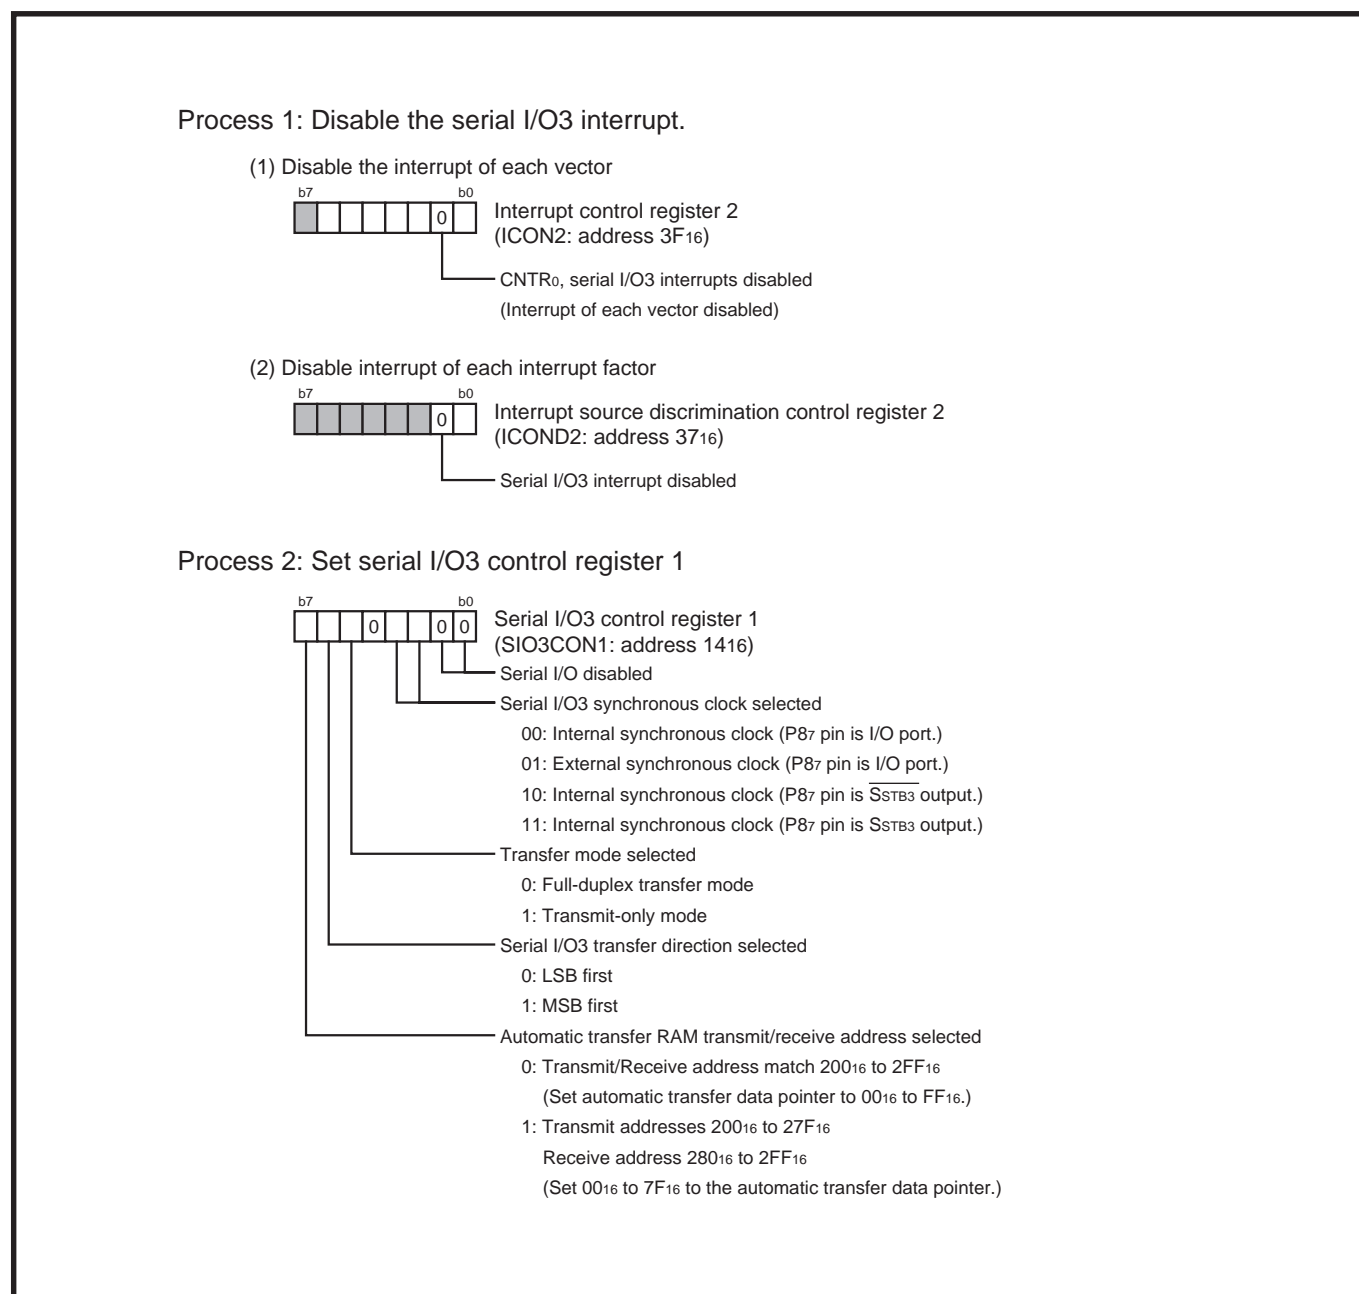 Process 1: Disable the serial I/O3 interrupt.
(1) Disable the interrupt of each vector
b7 b0
0
Interrupt control register 2
(ICON2: address 3F16)
CNTR0, serial I/O3 interrupts disabled
(Interrupt of each vector disabled)
(2) Disable interrupt of each interrupt factor
b7 b0
0
Interrupt source discrimination control register 2
(ICOND2: address 3716)
Serial I/O3 interrupt disabled
Process 2: Set serial I/O3 control register 1
b7 b0
0 0 0
Serial I/O3 control register 1
(SIO3CON1: address 1416)
Serial I/O disabled
Serial I/O3 synchronous clock selected
00: Internal synchronous clock (P87 pin is I/O port.)
01: External synchronous clock (P87 pin is I/O port.)
10: Internal synchronous clock (P87 pin is SSTB3 output.)
11: Internal synchronous clock (P87 pin is SSTB3 output.)
Transfer mode selected
0: Full-duplex transfer mode
1: Transmit-only mode
Serial I/O3 transfer direction selected
0: LSB first
1: MSB first
Automatic transfer RAM transmit/receive address selected
0: Transmit/Receive address match 20016 to 2FF16
(Set automatic transfer data pointer to 0016 to FF16.)
1: Transmit addresses 20016 to 27F16
Receive address 28016 to 2FF16
(Set 0016 to 7F16 to the automatic transfer data pointer.)